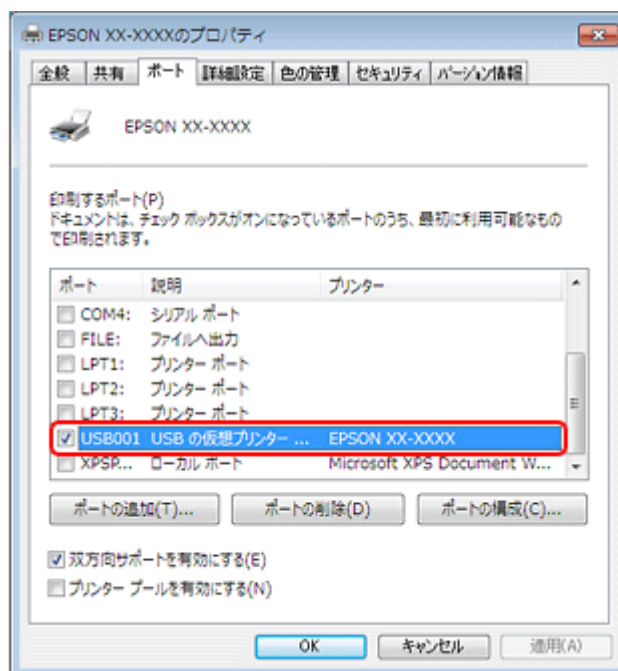 EPSON XX-XXXXのプロパティ
全般 共有 ポート 詳細設定 色の管理 セキュリティ バージョン情報
EPSON XX-XXXX
印刷するポート(P)
ドキュメントは、チェック ボックスがオンになっているポートのうち、最初に利用可能なもの
で印刷されます。
ポート 説明 プリンター
COM4: シリアル ポート
FILE: ファイルへ出力
LPT1: プリンター ポート
LPT2: プリンター ポート
LPT3: プリンター ポート
USB001 USB の仮想プリンター ... EPSON XX-XXXX
XPSP... ローカル ポート Microsoft XPS Document W...
ポートの追加(T)... ポートの削除(D) ポートの構成(C)...
双方向サポートを有効にする(E)
プリンター プールを有効にする(N)
OK キャンセル 適用(A)